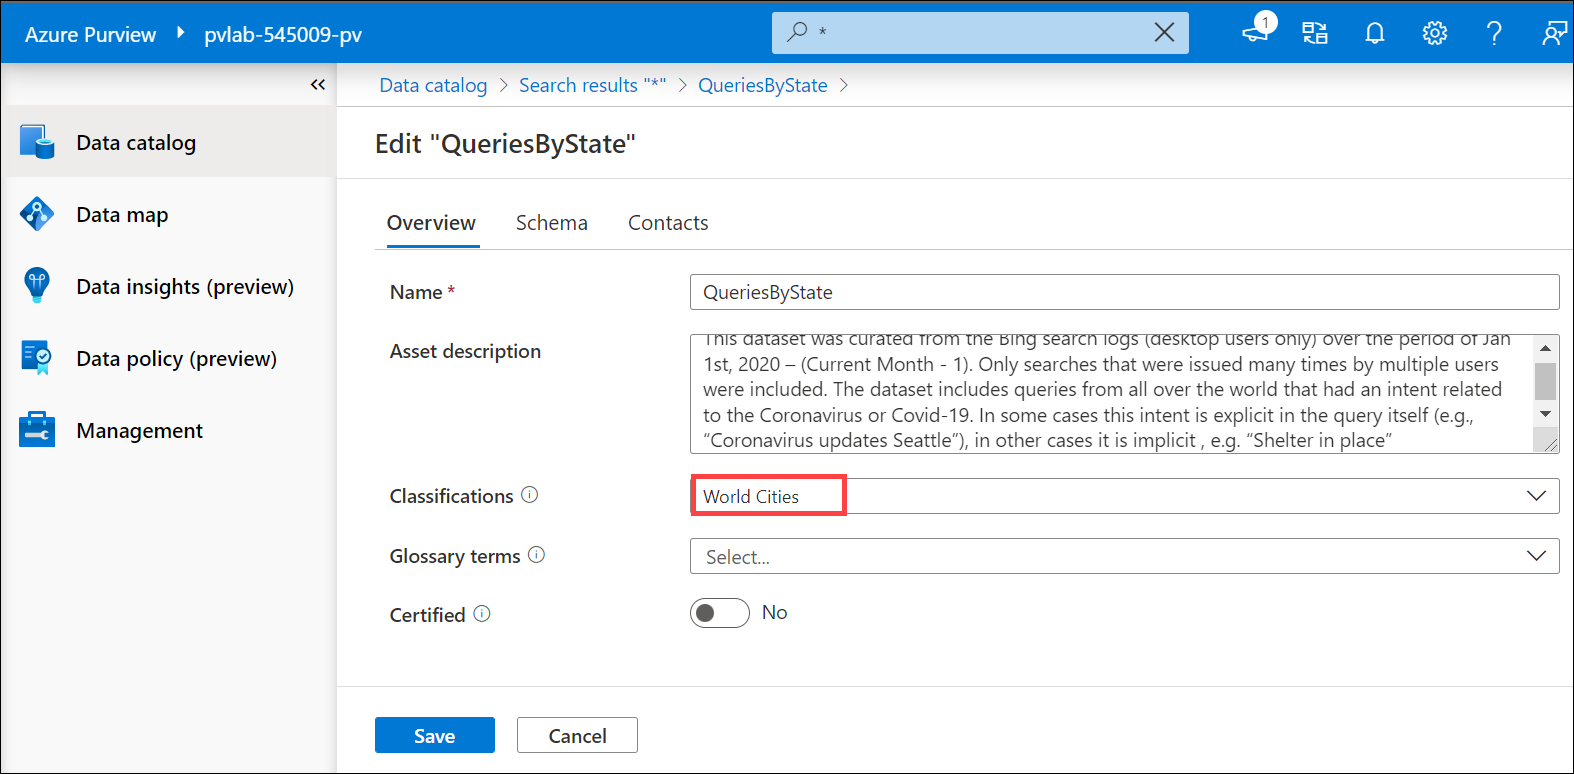 Azure Purview pvlab-545009-pv
*
1
Data catalog > Search results "*" > QueriesByState >
Data catalog
Data map
Data insights (preview)
Data policy (preview)
Management
Edit "QueriesByState"
Overview Schema Contacts
Name * QueriesByState
Asset description
This dataset was curated from the Bing search logs (desktop users only) over the period of Jan
1st, 2020 – (Current Month - 1). Only searches that were issued many times by multiple users
were included. The dataset includes queries from all over the world that had an intent related
to the Coronavirus or Covid-19. In some cases this intent is explicit in the query itself (e.g.,
“Coronavirus updates Seattle”), in other cases it is implicit , e.g. “Shelter in place”
Classifications World Cities
Glossary terms Select...
Certified No
Save Cancel